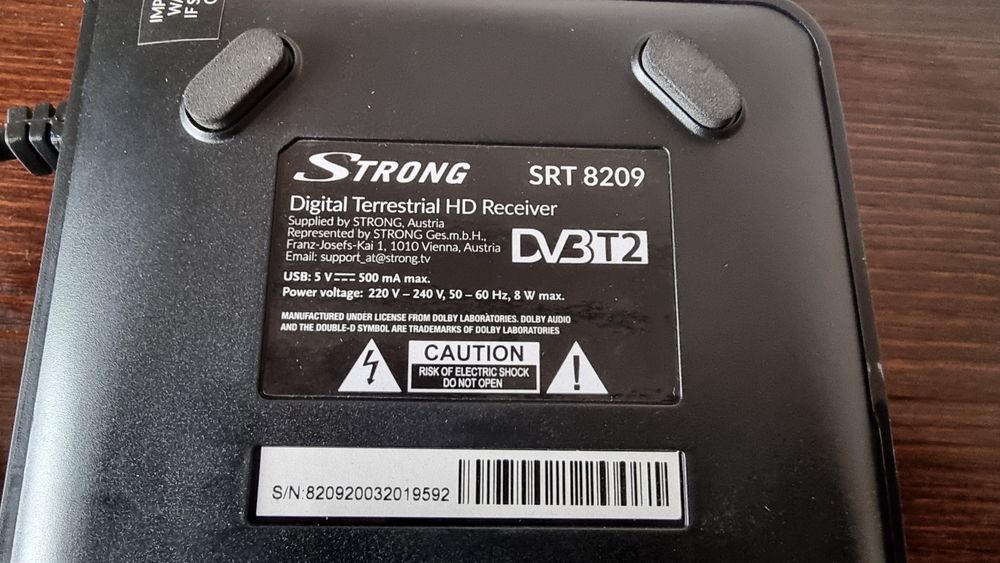 STRONG SRT 8209
Digital Terrestrial HD Receiver
Supplied by STRONG, Austria
Represented by STRONG Ges.m.b.H.,
Franz-Josefs-Kai 1, 1010 Vienna, Austria
Email: support_at@strong.tv
DVB T2
USB: 5 V⎓ 500 mA max.
Power voltage: 220 V – 240 V, 50 – 60 Hz, 8 W max.
MANUFACTURED UNDER LICENSE FROM DOLBY LABORATORIES. DOLBY AUDIO
AND THE DOUBLE-D SYMBOL ARE TRADEMARKS OF DOLBY LABORATORIES
CAUTION
RISK OF ELECTRIC SHOCK
DO NOT OPEN
S/N:820920032019592